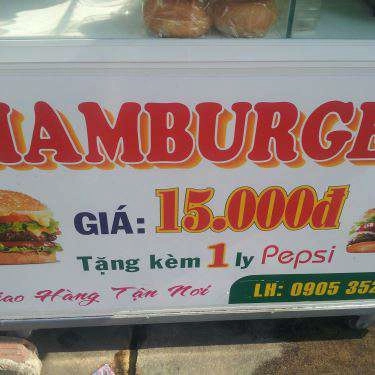 HAMBURGE
GIÁ: 15.000đ
Tặng kèm 1 ly Pepsi
iao Hàng Tận Nơi
LH: 0905 352